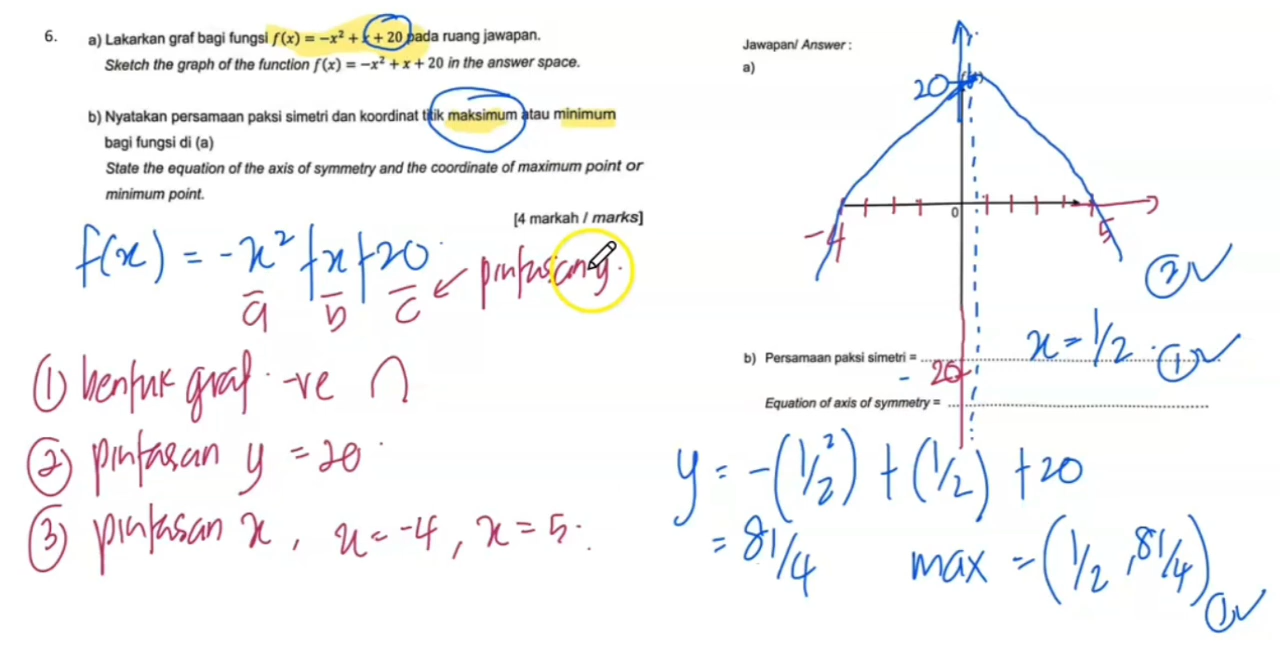 6.
a) Lakarkan graf bagi fungsi f(x) = −x² + x + 20 pada ruang jawapan.
Sketch the graph of the function f(x) = −x² + x + 20 in the answer space.
b) Nyatakan persamaan paksi simetri dan koordinat titik maksimum atau minimum
bagi fungsi di (a)
State the equation of the axis of symmetry and the coordinate of maximum point or
minimum point.
[4 markah / marks]
f(x) = -x² + x + 20
a b c ← pintasan y.
① bentuk graf -ve ∩
② pintasan y = 20
③ pintasan x, x = -4, x = 5.
Jawapan/ Answer :
a)
20
0
-4
5
②✓
b) Persamaan paksi simetri = ........ x = 1/2 . ①✓
- 20
Equation of axis of symmetry = ........
y = -(1/2²) + (1/2) + 20
= 81/4
max = (1/2, 81/4) ①✓